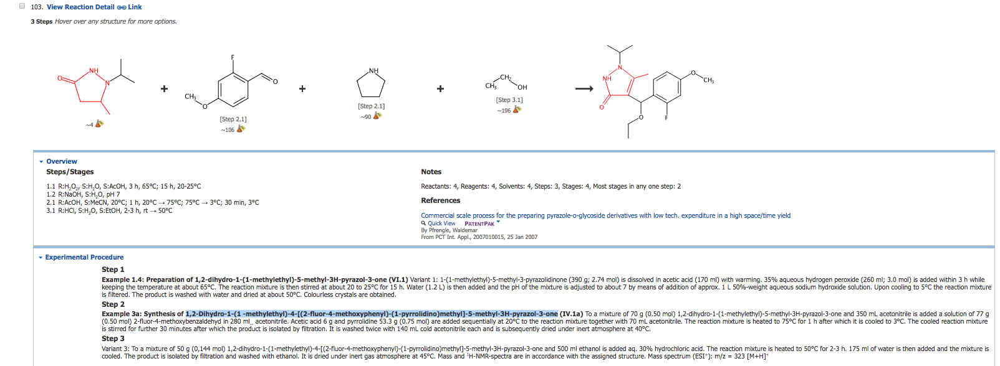 103. View Reaction Detail Link
3 Steps Hover over any structure for more options.
O
NH
N
+
F
O
CH3
O
[Step 2.1]
~106
~4
+
NH
[Step 2.1]
~90
+
CH2
CH3
OH
[Step 3.1]
~196
N
NH
O
O
CH3
O
F
Overview
Steps/Stages
1.1 R:H2O2, S:H2O, S:AcOH, 3 h, 65°C; 15 h, 20-25°C
1.2 R:NaOH, S:H2O, pH 7
2.1 R:AcOH, S:MeCN, 20°C; 1 h, 20°C → 75°C; 75°C → 3°C; 30 min, 3°C
3.1 R:HCl, S:H2O, S:EtOH, 2-3 h, rt → 50°C
Notes
Reactants: 4, Reagents: 4, Solvents: 4, Steps: 3, Stages: 4, Most stages in any one step: 2
References
Commercial scale process for the preparing pyrazole-o-glycoside derivatives with low tech. expenditure in a high space/time yield
Quick View PATENTPAK
By Pfrengle, Waldemar
From PCT Int. Appl., 2007010015, 25 Jan 2007
Experimental Procedure
Step 1
Example 1.4: Preparation of 1,2-dihydro-1-(1-methylethyl)-5-methyl-3H-pyrazol-3-one (VI.1) Variant 1: 1-(1-methylethyl)-5-methyl-3-pyrazolidinone (390 g; 2.74 mol) is dissolved in acetic acid (170 ml) with warming. 35% aqueous hydrogen peroxide (260 ml; 3.0 mol) is added within 3 h while
keeping the temperature at about 65°C. The reaction mixture is then stirred at about 20 to 25°C for 15 h. Water (1.2 L) is then added and the pH of the mixture is adjusted to about 7 by means of addition of approx. 1 L 50%-weight aqueous sodium hydroxide solution. Upon cooling to 5°C the reaction mixture
is filtered. The product is washed with water and dried at about 50°C. Colourless crystals are obtained.
Step 2
Example 3a: Synthesis of 1,2-Dihydro-1-(1 -methylethyl)-4-[(2-fluor-4-methoxyphenyl)-(1-pyrrolidino)methyl]-5-methyl-3H-pyrazol-3-one (IV.1a) To a mixture of 70 g (0.50 mol) 1,2-dihydro-1-(1-methylethyl)-5-methyl-3H-pyrazol-3-one and 350 mL acetonitrile is added a solution of 77 g
(0.50 mol) 2-fluor-4-methoxybenzaldehyd in 280 ml_ acetonitrile. Acetic acid 6 g and pyrrolidine 53.3 g (0.75 mol) are added sequentially at 20°C to the reaction mixture together with 70 mL acetonitrile. The reaction mixture is heated to 75°C for 1 h after which it is cooled to 3°C. The cooled reaction mixture
is stirred for further 30 minutes after which the product is isolated by filtration. It is washed twice with 140 mL cold acetonitrile each and is subsequently dried under inert atmosphere at 40°C.
Step 3
Variant 3: To a mixture of 50 g (0,144 mol) 1,2-dihydro-1-(1-methylethyl)-4-[(2-fluor-4-methoxyphenyl)-(1-pyrrolidino)methyl]-5-methyl-3H-pyrazol-3-one and 500 ml ethanol is added aq. 30% hydrochloric acid. The reaction mixture is heated to 50°C for 2-3 h. 175 ml of water is then added and the mixture is
cooled. The product is isolated by filtration and washed with ethanol. It is dried under inert gas atmosphere at 45°C. Mass and ¹H-NMR-spectra are in accordance with the assigned structure. Mass spectrum (ESI⁺): m/z = 323 [M+H]⁺